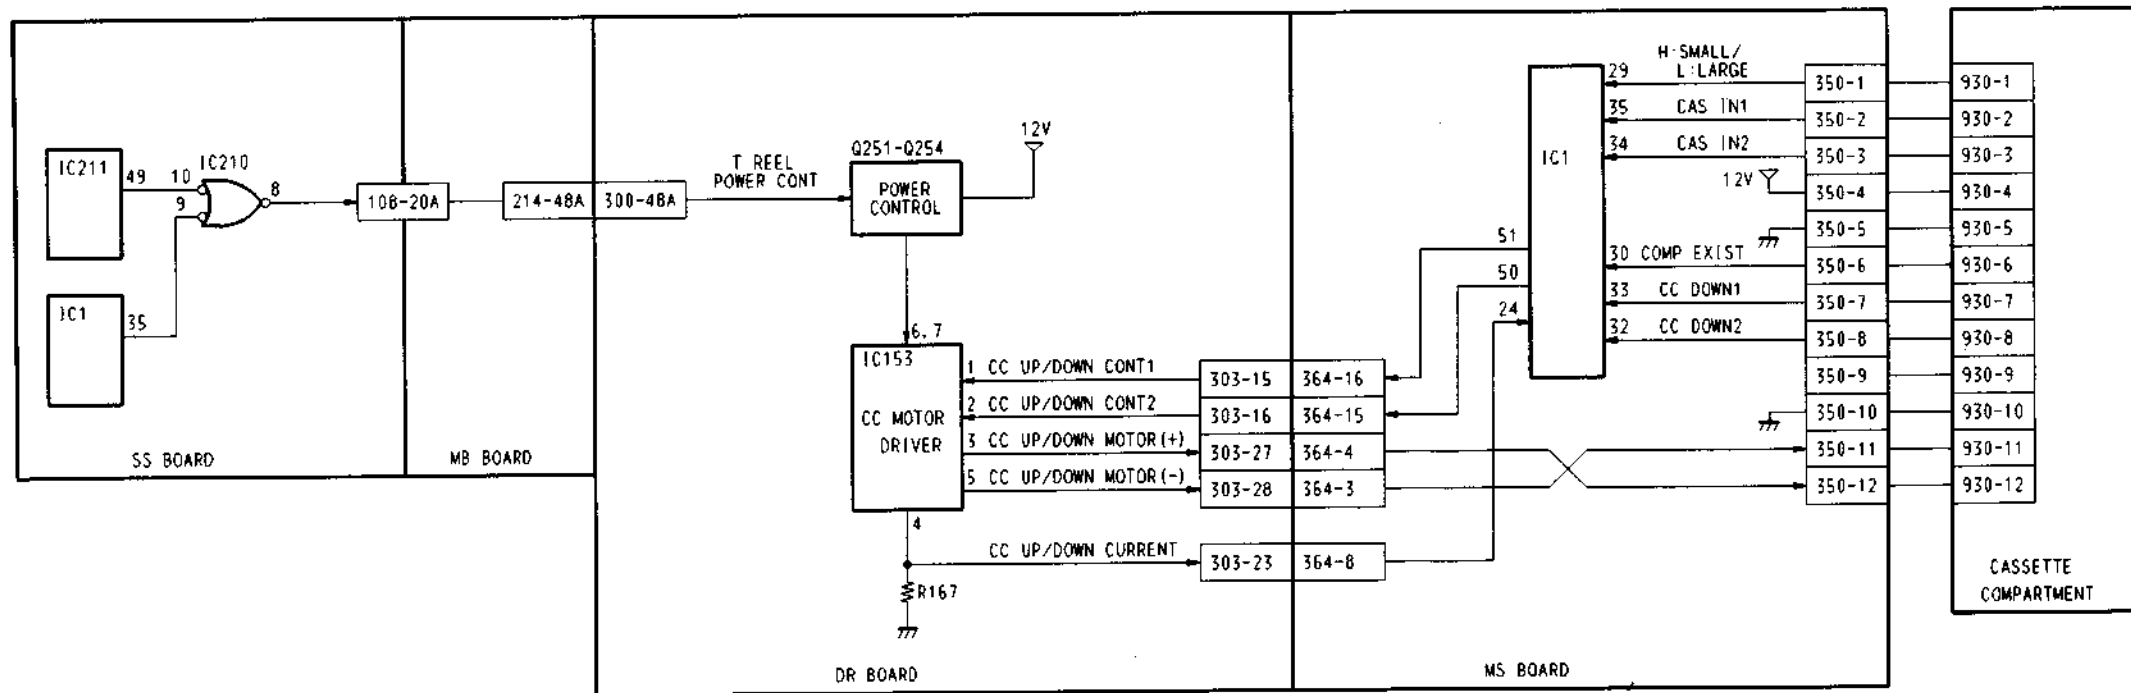 IC211
49
10
9
IC210
8
IC1
35
SS BOARD
108-20A
MB BOARD
214-48A
300-48A
T REEL
POWER CONT
Q251-Q254
POWER
CONTROL
12V
6,7
IC153
CC MOTOR
DRIVER
1 CC UP/DOWN CONT1
2 CC UP/DOWN CONT2
3 CC UP/DOWN MOTOR(+)
5 CC UP/DOWN MOTOR(-)
4
CC UP/DOWN CURRENT
R167
DR BOARD
303-15
364-16
303-16
364-15
303-27
364-4
303-28
364-3
303-23
364-8
IC1
51
50
24
H:SMALL/
29 L:LARGE
35 CAS IN1
34 CAS IN2
12V
30 COMP EXIST
33 CC DOWN1
32 CC DOWN2
MS BOARD
350-1
350-2
350-3
350-4
350-5
350-6
350-7
350-8
350-9
350-10
350-11
350-12
930-1
930-2
930-3
930-4
930-5
930-6
930-7
930-8
930-9
930-10
930-11
930-12
CASSETTE
COMPARTMENT